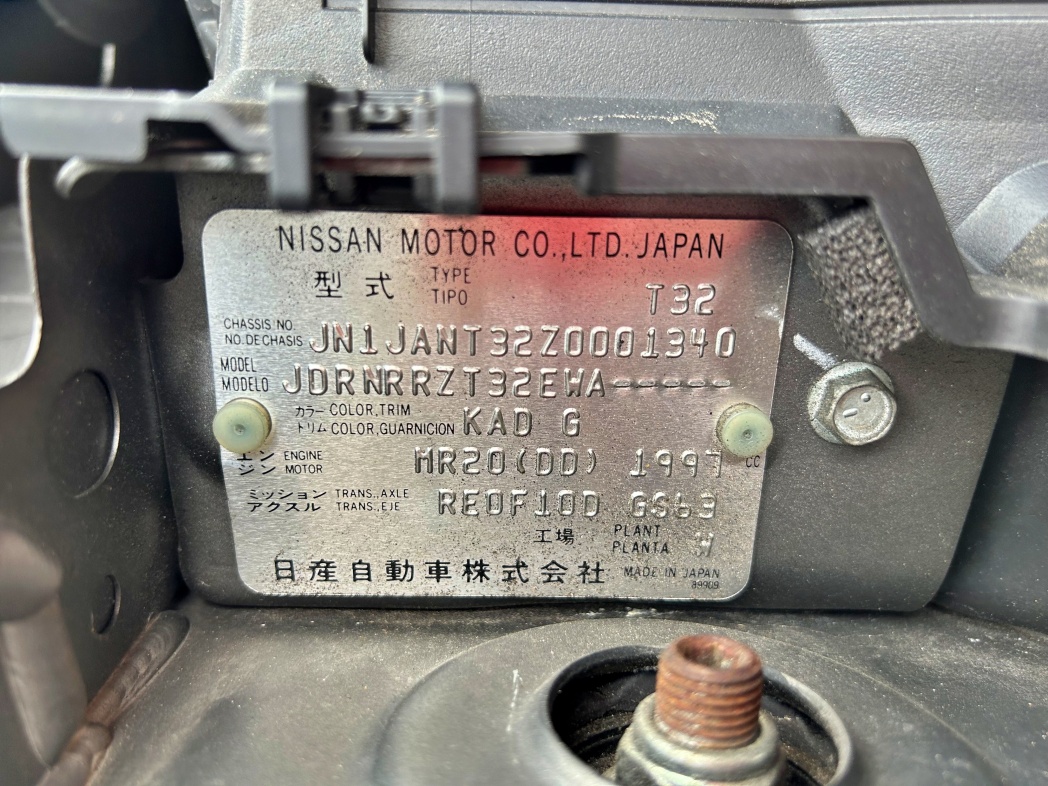 NISSAN MOTOR CO.,LTD. JAPAN
型式 TYPE TIPO T32
CHASSIS NO. NO. DE CHASIS JN1JANT32Z0001340
MODEL MODELO JDRNRRZT32EWA-----
カラー COLOR, TRIM
トリム COLOR, GUARNICION KAD G
エンジン ENGINE MOTOR MR20(DD) 1997 CC
ミッション TRANS., AXLE
アクスル TRANS., EJE RE0F10D GS63
工場 PLANT PLANTA W
日産自動車株式会社 MADE IN JAPAN
89909